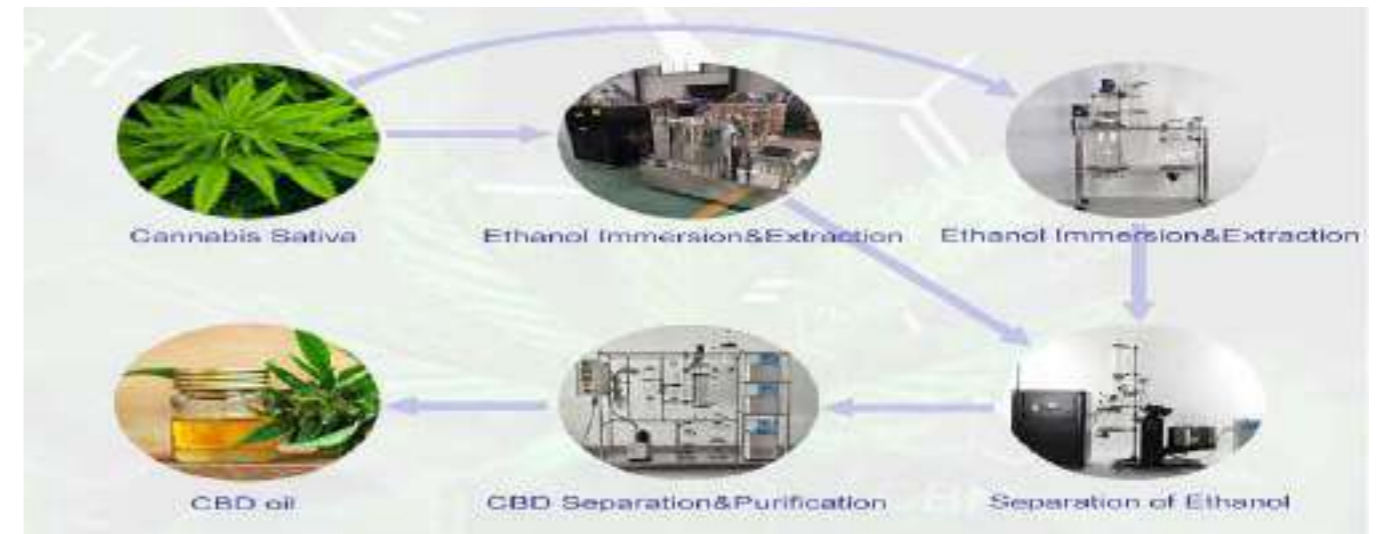 Cannabis Sativa
Ethanol Immersion&Extraction
Ethanol Immersion&Extraction
CBD oil
CBD Separation&Purification
Separation of Ethanol